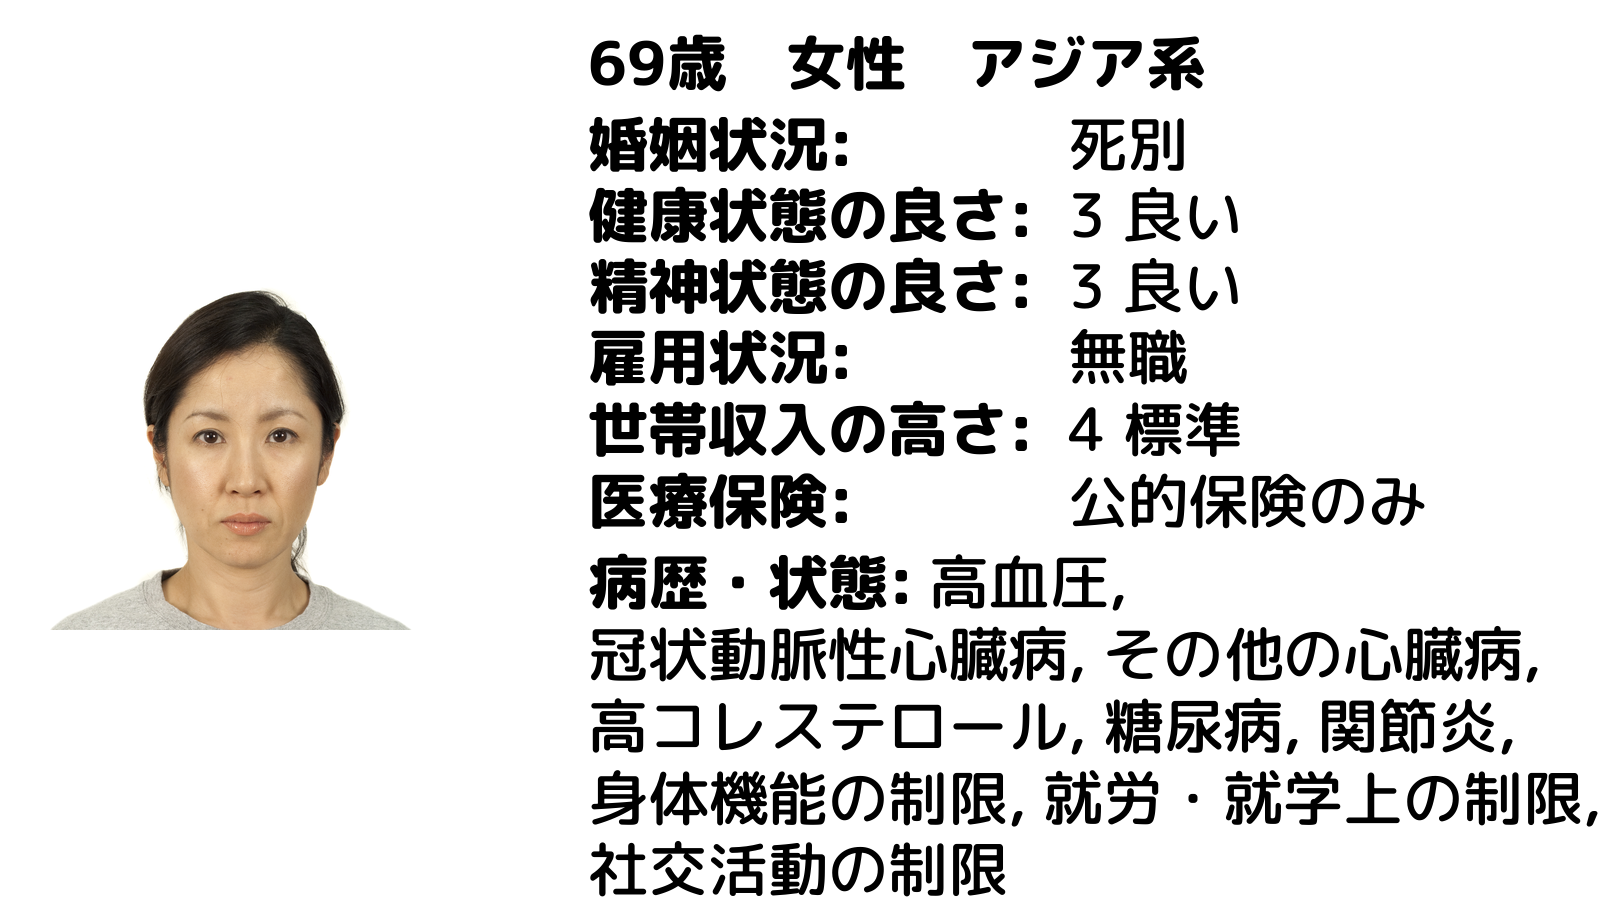 69歳　女性　アジア系
婚姻状況: 死別
健康状態の良さ: 3 良い
精神状態の良さ: 3 良い
雇用状況: 無職
世帯収入の高さ: 4 標準
医療保険: 公的保険のみ
病歴・状態: 高血圧,
冠状動脈性心臓病, その他の心臓病,
高コレステロール, 糖尿病, 関節炎,
身体機能の制限, 就労・就学上の制限,
社交活動の制限